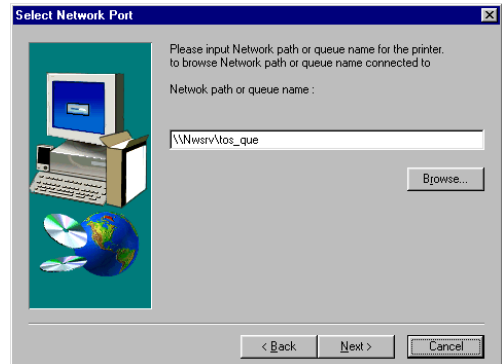 Select Network Port
Please input Network path or queue name for the printer.
to browse Network path or queue name connected to
Netwok path or queue name :
\\Nwsrv\tos_que
Browse...
< Back
Next >
Cancel